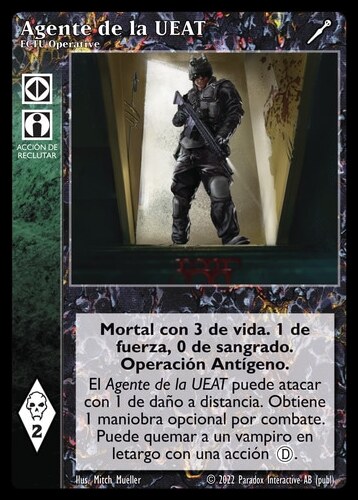 Agente de la UEAT
ECTU Operative
ACCIÓN DE
RECLUTAR
Mortal con 3 de vida. 1 de
fuerza, 0 de sangrado.
Operación Antígeno.
El Agente de la UEAT puede atacar
con 1 de daño a distancia. Obtiene
1 maniobra opcional por combate.
Puede quemar a un vampiro en
letargo con una acción Ⓓ.
2
Ilus. Mitch Mueller
© 2022 Paradox Interactive AB (publ)